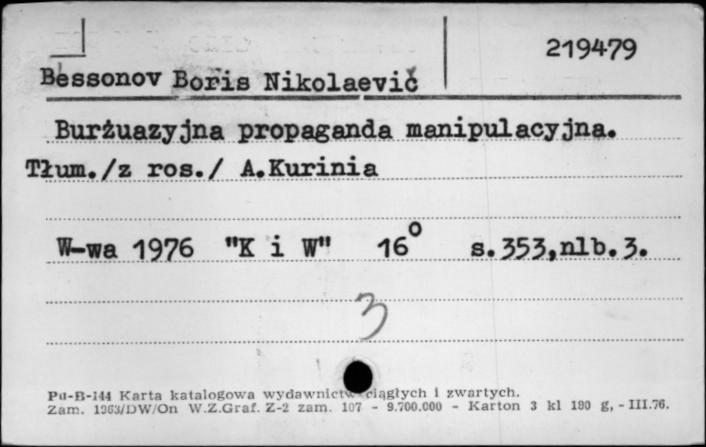 219479
Bessonov Boris Nikolaevič
Burżuazyjna propaganda manipulacyjna.
Tłum./z ros./ A.Kurinia
W-wa 1976 "K i W" 16° s.353,nlb.3.
3
Pu-B-144 Karta katalogowa wydawnictw ciągłych i zwartych.
Zam. 1363/DW/On W.Z.Graf. Z-2 zam. 107 - 9.700.000 - Karton 3 kl 180 g, - III.76.